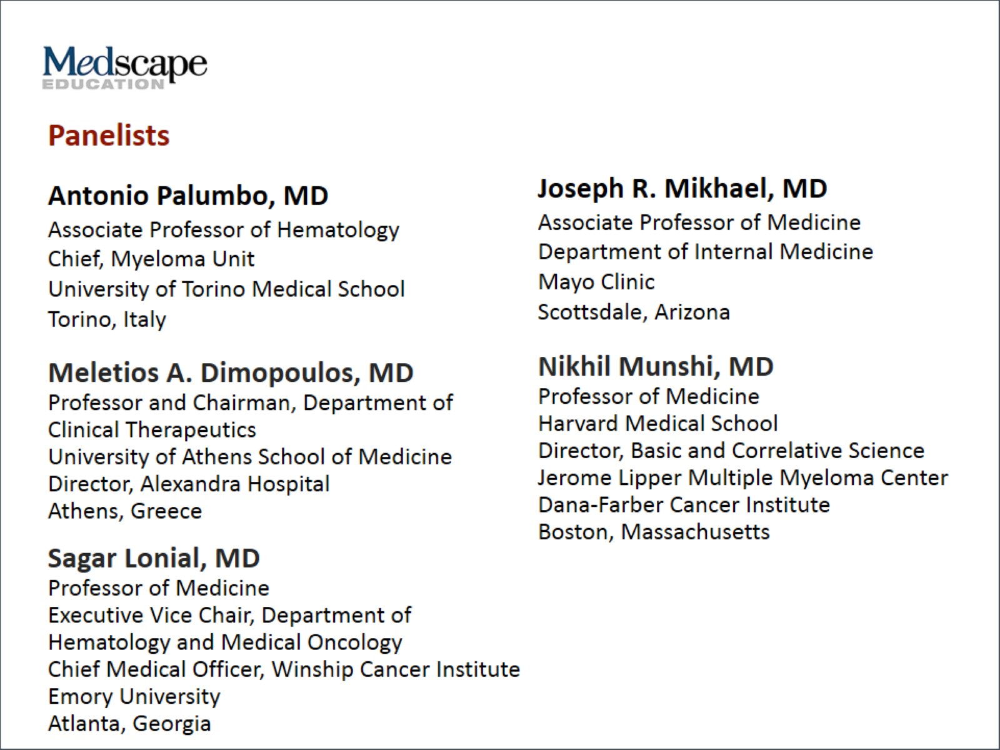 Medscape
EDUCATION
Panelists
Antonio Palumbo, MD
Associate Professor of Hematology
Chief, Myeloma Unit
University of Torino Medical School
Torino, Italy
Meletios A. Dimopoulos, MD
Professor and Chairman, Department of
Clinical Therapeutics
University of Athens School of Medicine
Director, Alexandra Hospital
Athens, Greece
Sagar Lonial, MD
Professor of Medicine
Executive Vice Chair, Department of
Hematology and Medical Oncology
Chief Medical Officer, Winship Cancer Institute
Emory University
Atlanta, Georgia
Joseph R. Mikhael, MD
Associate Professor of Medicine
Department of Internal Medicine
Mayo Clinic
Scottsdale, Arizona
Nikhil Munshi, MD
Professor of Medicine
Harvard Medical School
Director, Basic and Correlative Science
Jerome Lipper Multiple Myeloma Center
Dana-Farber Cancer Institute
Boston, Massachusetts